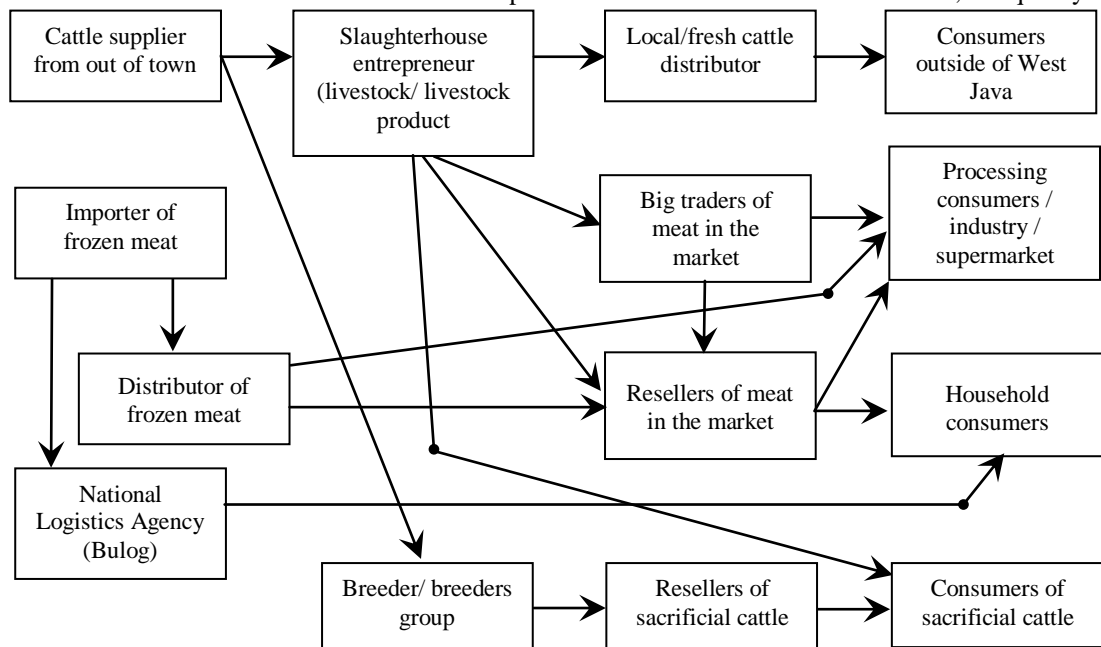 Cattle supplier
from out of town
Slaughterhouse
entrepreneur
(livestock/ livestock
product
Local/fresh cattle
distributor
Consumers
outside of West
Java
Importer of
frozen meat
Big traders of
meat in the
market
Processing
consumers /
industry /
supermarket
Distributor of
frozen meat
Resellers of meat
in the market
Household
consumers
National
Logistics Agency
(Bulog)
Breeder/ breeders
group
Resellers of
sacrificial cattle
Consumers of
sacrificial cattle